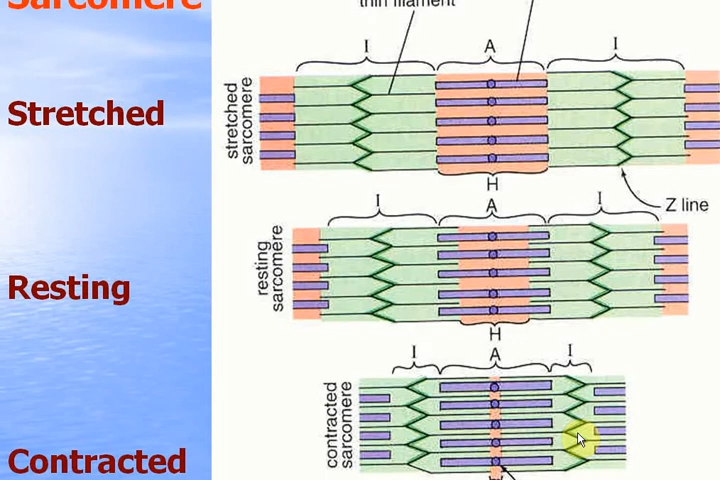 Sarcomere
thin filament
I
A
I
Stretched
stretched
sarcomere
H
Z line
I
A
I
Resting
resting
sarcomere
H
I
A
I
Contracted
contracted
sarcomere